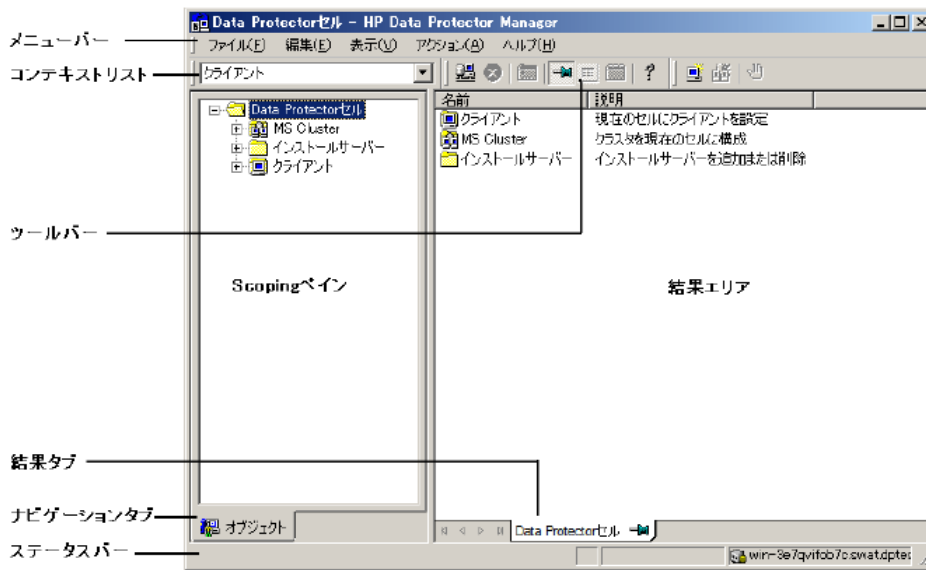 Data Protectorセル - HP Data Protector Manager
メニューバー
ファイル(F) 編集(E) 表示(V) アクション(A) ヘルプ(H)
コンテキストリスト
クライアント
名前 説明
Data Protectorセル
MS Cluster
インストールサーバー
クライアント
クライアント 現在のセルにクライアントを設定
MS Cluster クラスタを現在のセルに構成
インストールサーバー インストールサーバーを追加または削除
ツールバー
Scopingペイン
結果エリア
結果タブ
ナビゲーションタブ
オブジェクト
Data Protectorセル
ステータスバー
win-3e7qvifob7c.swat.dptec